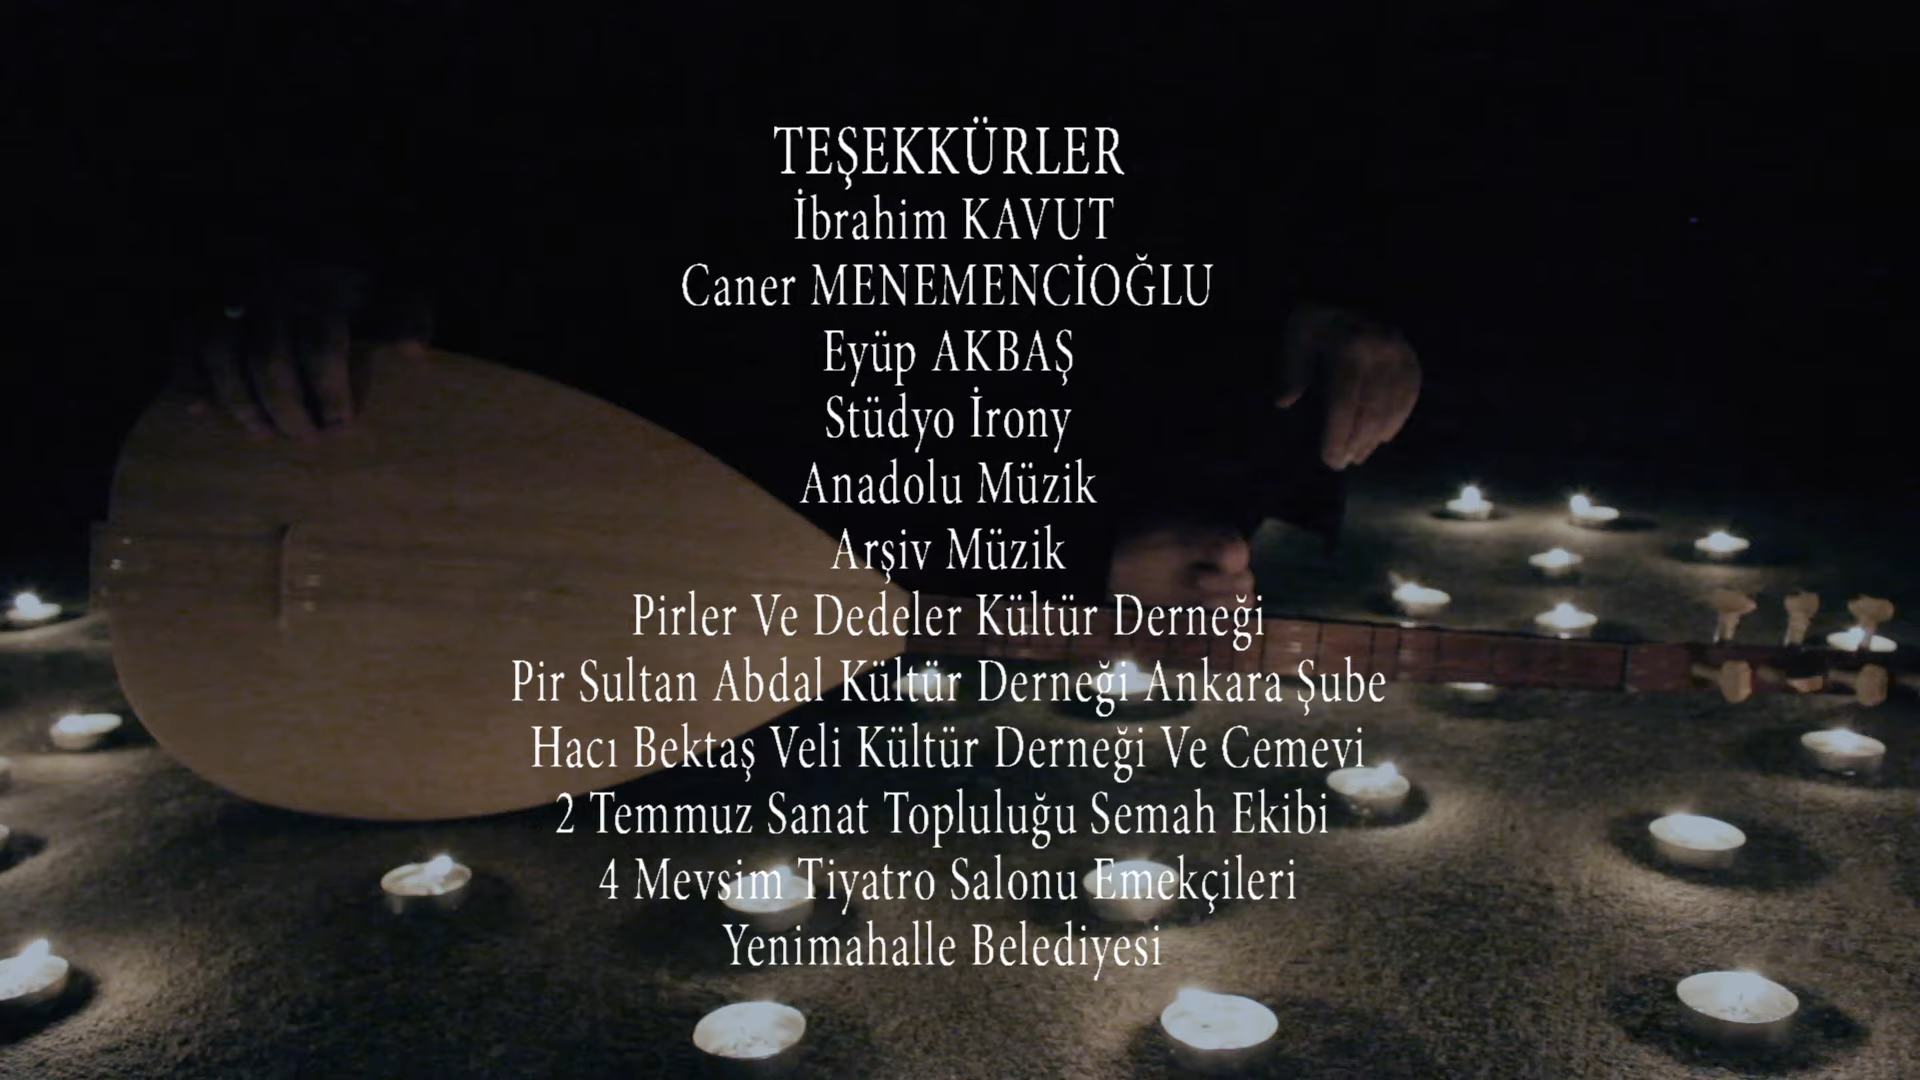 TEŞEKKÜRLER
İbrahim KAVUT
Caner MENEMENCİOĞLU
Eyüp AKBAŞ
Stüdyo İrony
Anadolu Müzik
Arşiv Müzik
Pirler Ve Dedeler Kültür Derneği
Pir Sultan Abdal Kültür Derneği Ankara Şube
Hacı Bektaş Veli Kültür Derneği Ve Cemevi
2 Temmuz Sanat Topluluğu Semah Ekibi
4 Mevsim Tiyatro Salonu Emekçileri
Yenimahalle Belediyesi